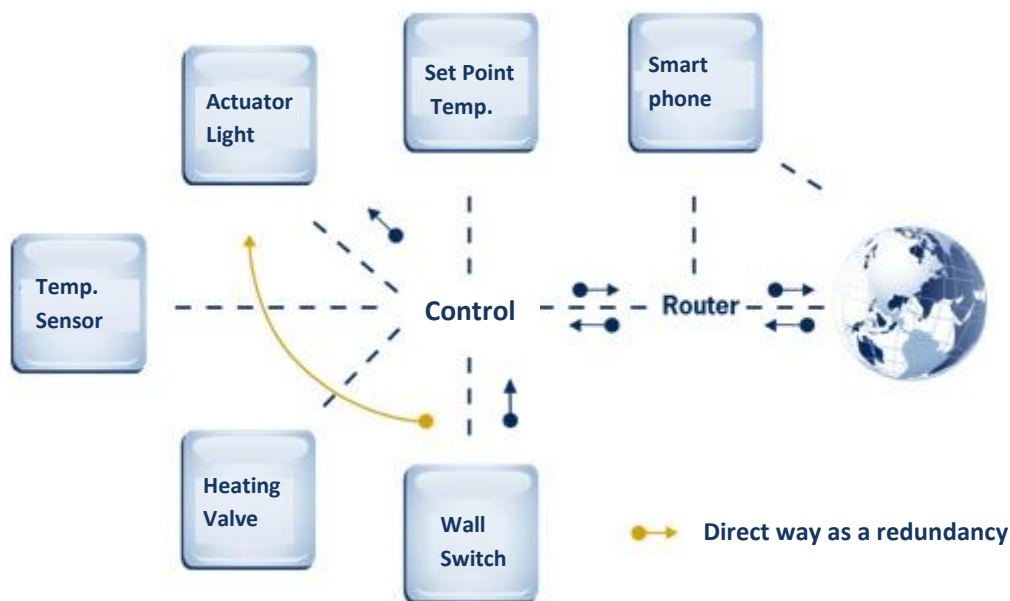 Actuator
Light
Set Point
Temp.
Smart
phone
Temp.
Sensor
Control
Router
Heating
Valve
Wall
Switch
Direct way as a redundancy